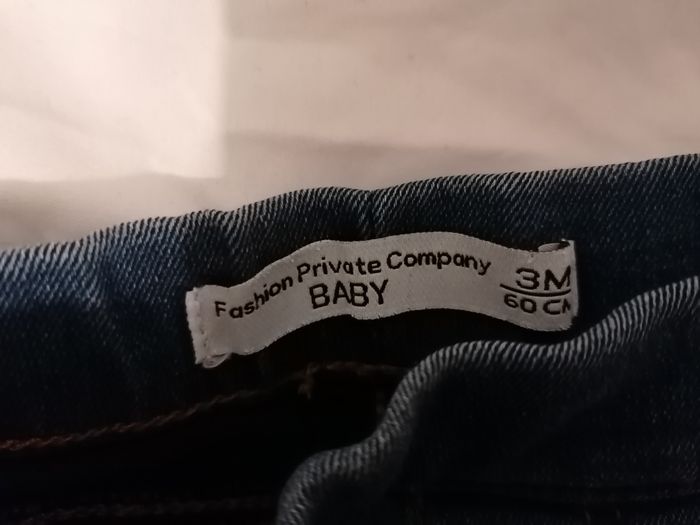 Fashion Private Company
BABY
3M
60 CM